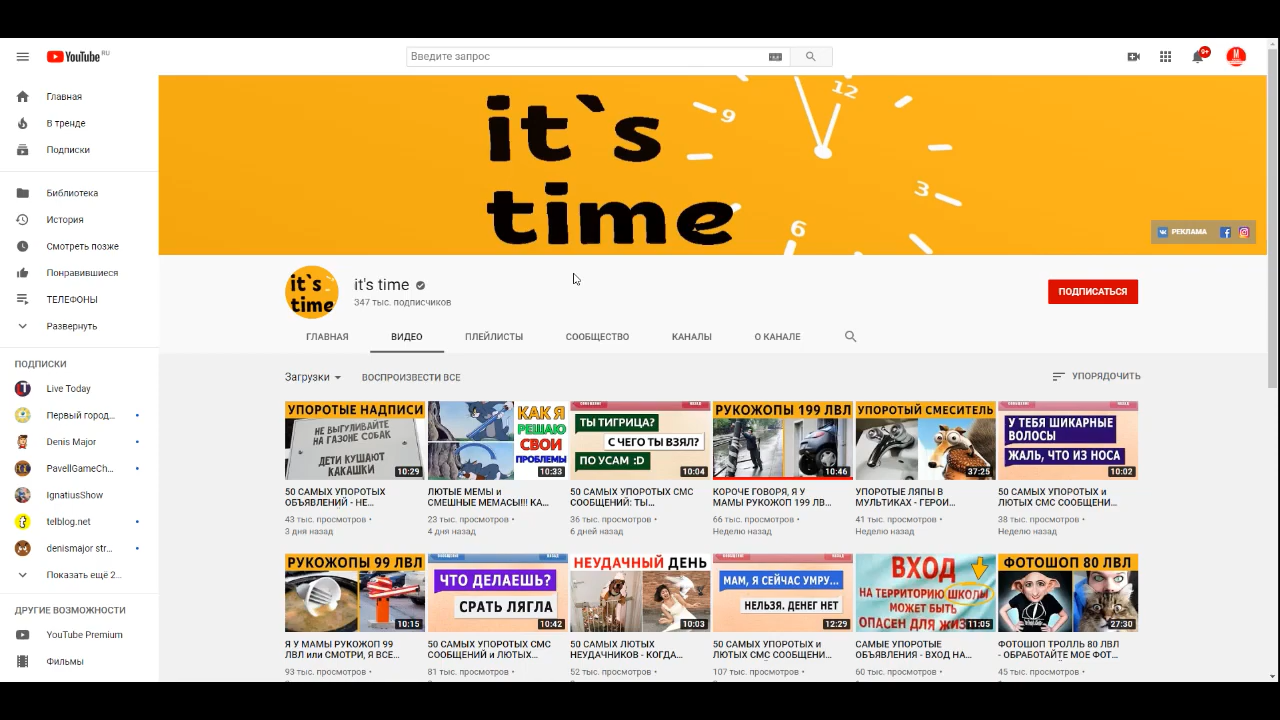 YouTube RU
Введите запрос
9+
M
Главная
В тренде
Подписки
Библиотека
История
Смотреть позже
Понравившиеся
ТЕЛЕФОНЫ
Развернуть
ПОДПИСКИ
Live Today
Первый город...
Denis Major
PavellGameCh...
IgnatiusShow
telblog.net
denismajor str...
Показать ещё 2...
ДРУГИЕ ВОЗМОЖНОСТИ
YouTube Premium
Фильмы
it`s
time
9
12
3
6
РЕКЛАМА
it`s
time
it's time
347 тыс. подписчиков
ПОДПИСАТЬСЯ
ГЛАВНАЯ
ВИДЕО
ПЛЕЙЛИСТЫ
СООБЩЕСТВО
КАНАЛЫ
О КАНАЛЕ
Загрузки
ВОСПРОИЗВЕСТИ ВСЕ
УПОРЯДОЧИТЬ
УПОРОТЫЕ НАДПИСИ
НЕ ВЫГУЛИВАЙТЕ
НА ГАЗОНЕ СОБАК
ДЕТИ КУШАЮТ
КАКАШКИ
10:29
50 САМЫХ УПОРОТЫХ
ОБЪЯВЛЕНИЙ - НЕ...
43 тыс. просмотров •
3 дня назад
КАК Я
РЕШАЮ
СВОИ
ПРОБЛЕМЫ
10:33
ЛЮТЫЕ МЕМЫ и
СМЕШНЫЕ МЕМАСЫ!!! КА...
23 тыс. просмотров •
4 дня назад
ТЫ ТИГРИЦА?
С ЧЕГО ТЫ ВЗЯЛ?
ПО УСАМ :D
10:04
50 САМЫХ УПОРОТЫХ СМС
СООБЩЕНИЙ: ТЫ...
36 тыс. просмотров •
6 дней назад
РУКОЖОПЫ 199 ЛВЛ
10:46
КОРОЧЕ ГОВОРЯ, Я У
МАМЫ РУКОЖОП 199 ЛВ...
66 тыс. просмотров •
Неделю назад
УПОРОТЫЙ СМЕСИТЕЛЬ
37:25
УПОРОТЫЕ ЛЯПЫ В
МУЛЬТИКАХ - ГЕРОИ...
41 тыс. просмотров •
Неделю назад
У ТЕБЯ ШИКАРНЫЕ
ВОЛОСЫ
ЖАЛЬ, ЧТО ИЗ НОСА
10:02
50 САМЫХ УПОРОТЫХ и
ЛЮТЫХ СМС СООБЩЕНИ...
38 тыс. просмотров •
Неделю назад
РУКОЖОПЫ 99 ЛВЛ
10:15
Я У МАМЫ РУКОЖОП 99
ЛВЛ или СМОТРИ, Я ВСЕ...
93 тыс. просмотров •
ЧТО ДЕЛАЕШЬ?
СРАТЬ ЛЯГЛА
10:42
50 САМЫХ УПОРОТЫХ СМС
СООБЩЕНИЙ и ЛЮТЫХ...
81 тыс. просмотров •
НЕУДАЧНЫЙ ДЕНЬ
10:03
50 САМЫХ ЛЮТЫХ
НЕУДАЧНИКОВ - КОГДА...
52 тыс. просмотров •
МАМ, Я СЕЙЧАС УМРУ...
НЕЛЬЗЯ. ДЕНЕГ НЕТ
12:29
50 САМЫХ УПОРОТЫХ и
ЛЮТЫХ СМС СООБЩЕНИ...
107 тыс. просмотров •
ВХОД
НА ТЕРРИТОРИЮ ШКОЛЫ
МОЖЕТ БЫТЬ
ОПАСЕН ДЛЯ
11:05
САМЫЕ УПОРОТЫЕ
ОБЪЯВЛЕНИЯ - ВХОД НА...
60 тыс. просмотров •
ФОТОШОП 80 ЛВЛ
27:30
ФОТОШОП ТРОЛЛЬ 80 ЛВЛ
- ОБРАБОТАЙТЕ МОЕ ФОТ...
45 тыс. просмотров •